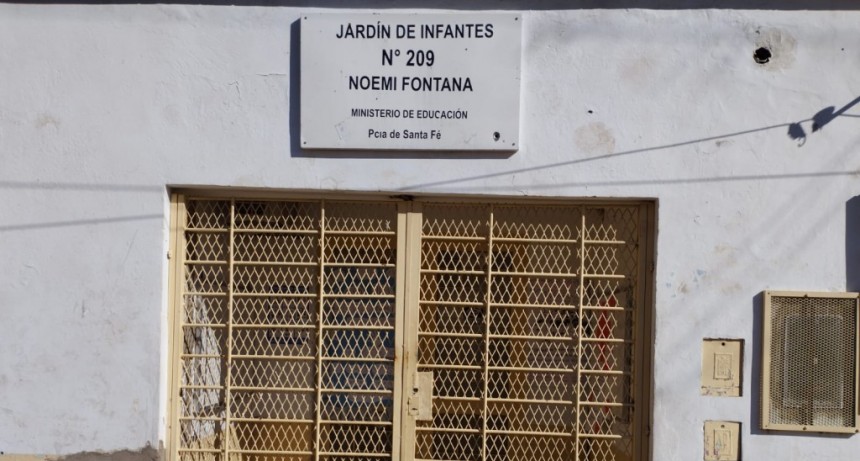 JARDÍN DE INFANTES
N° 209
NOEMI FONTANA
MINISTERIO DE EDUCACIÓN
Pcia de Santa Fé